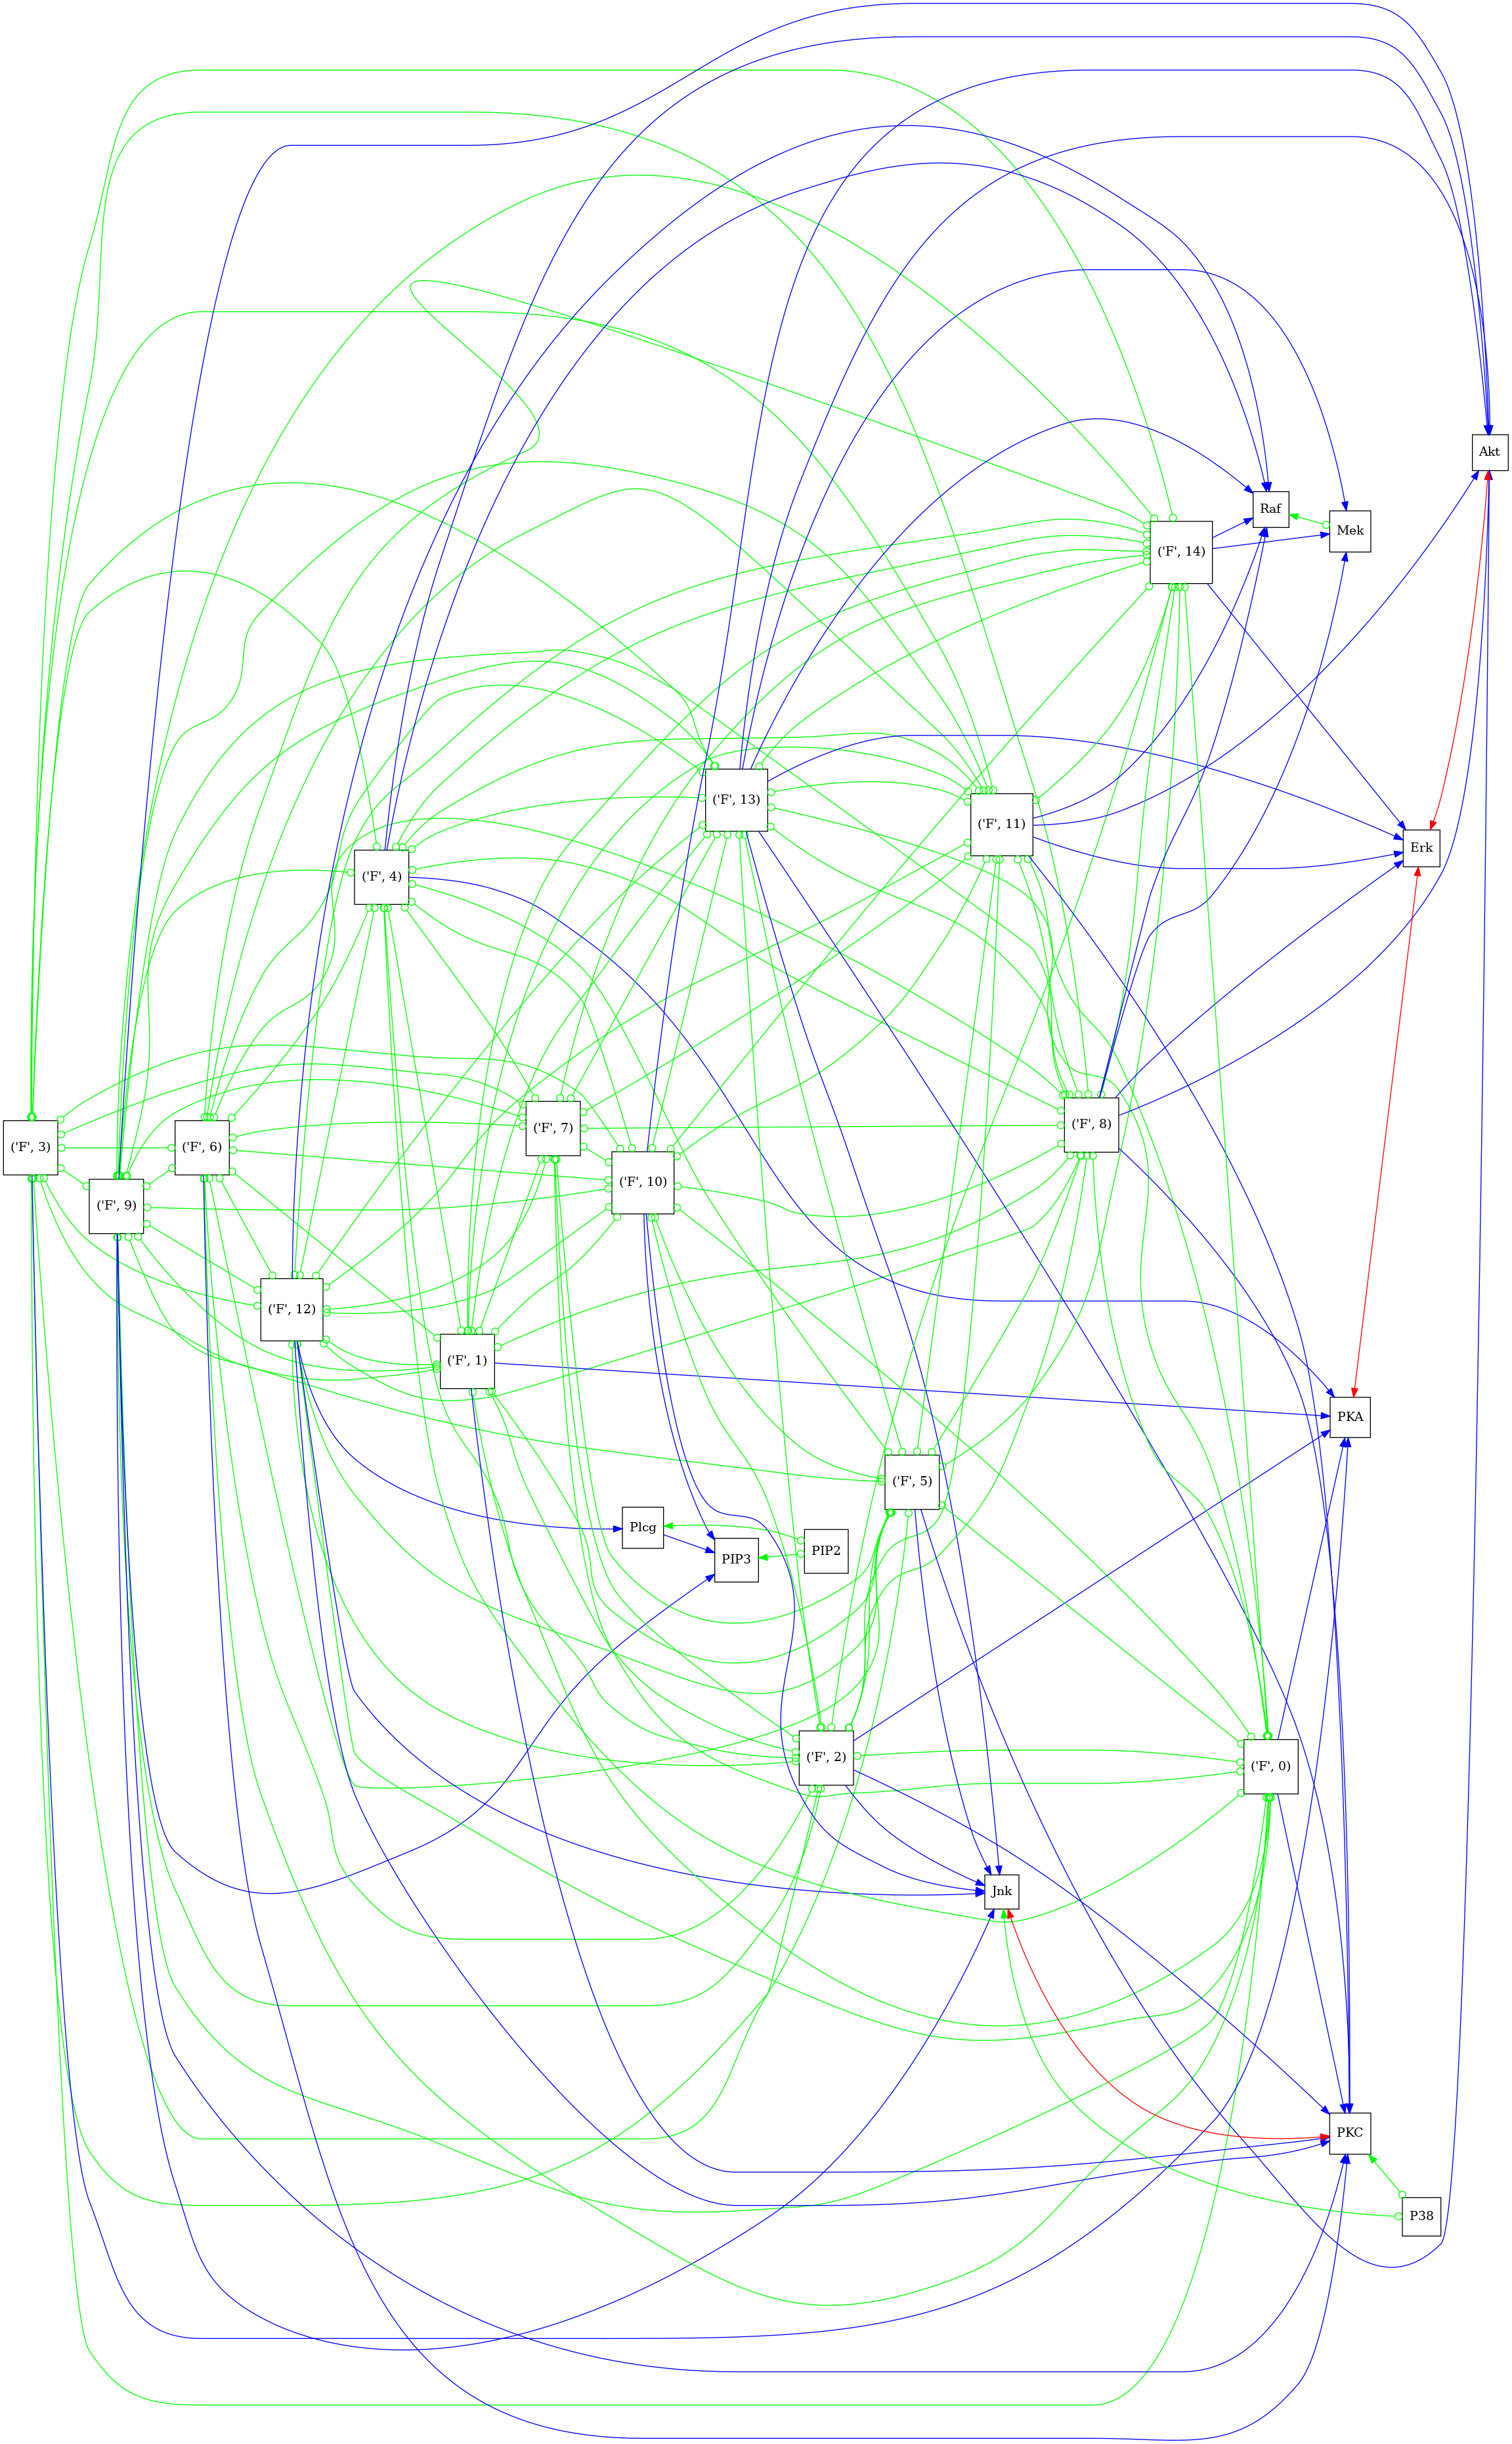 Akt
Raf
Mek
('F', 14)
('F', 13)
('F', 11)
Erk
('F', 4)
('F', 8)
('F', 7)
('F', 3)
('F', 6)
('F', 10)
('F', 9)
('F', 12)
('F', 1)
PKA
('F', 5)
Plcg
PIP2
PIP3
('F', 2)
('F', 0)
Jnk
PKC
P38